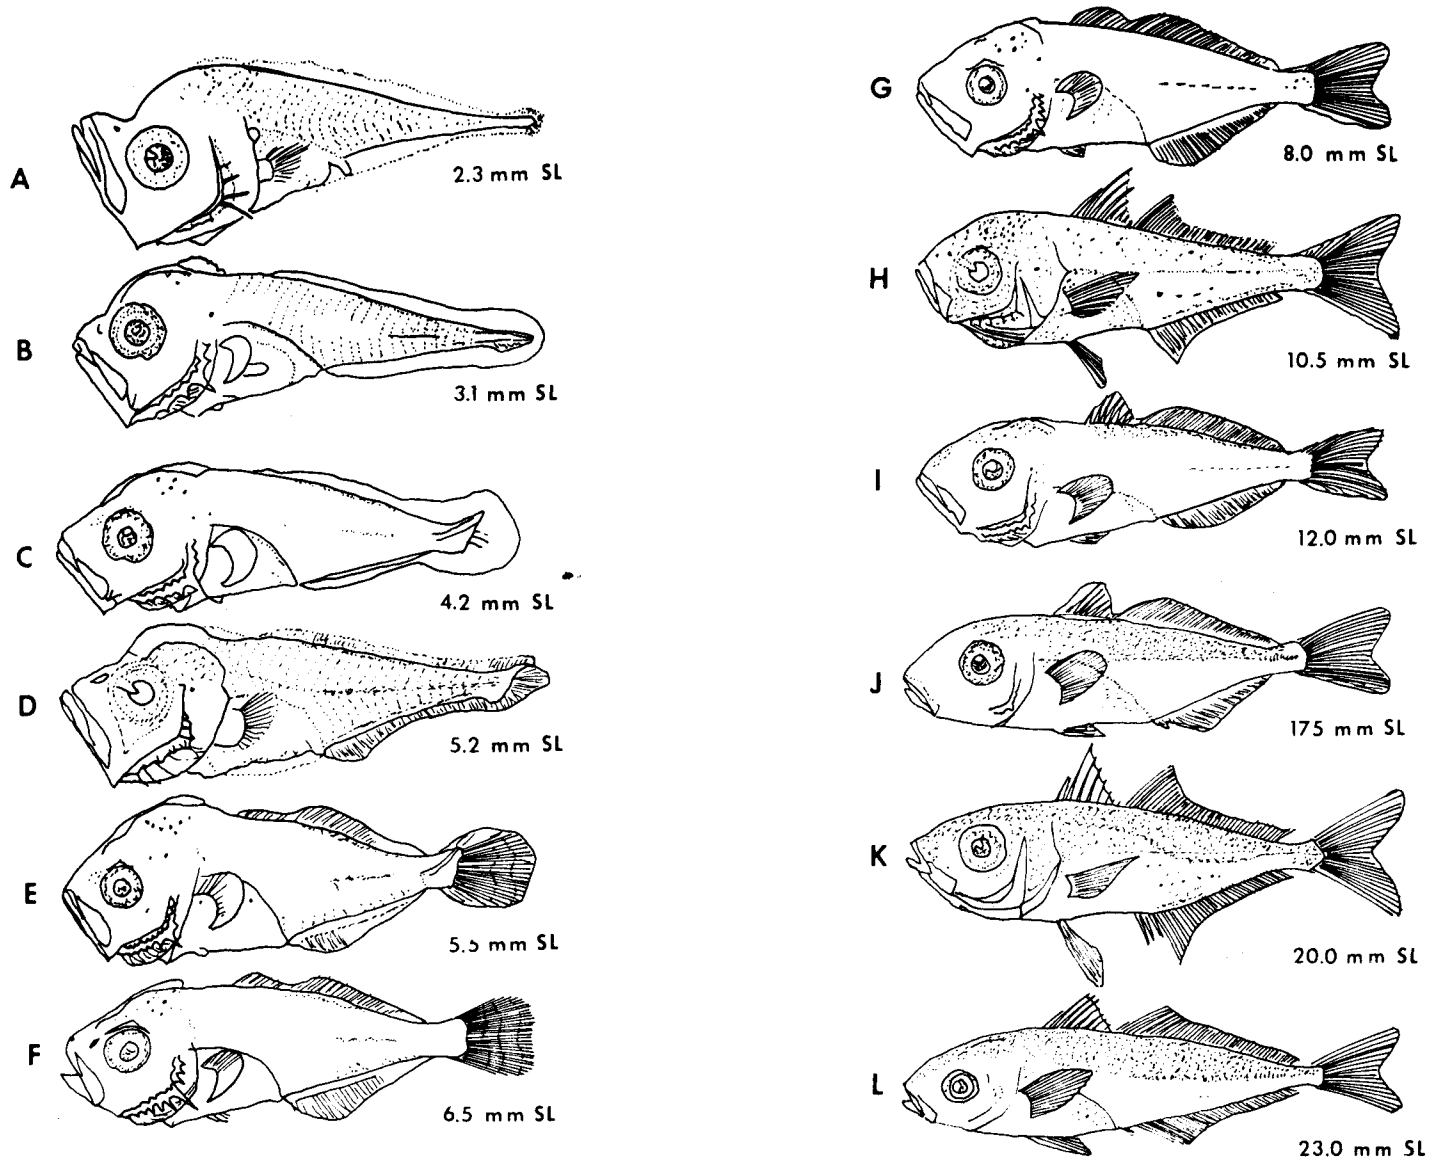 A
2.3 mm SL
B
3.1 mm SL
C
4.2 mm SL
D
5.2 mm SL
E
5.5 mm SL
F
6.5 mm SL
G
8.0 mm SL
H
10.5 mm SL
I
12.0 mm SL
J
175 mm SL
K
20.0 mm SL
L
23.0 mm SL